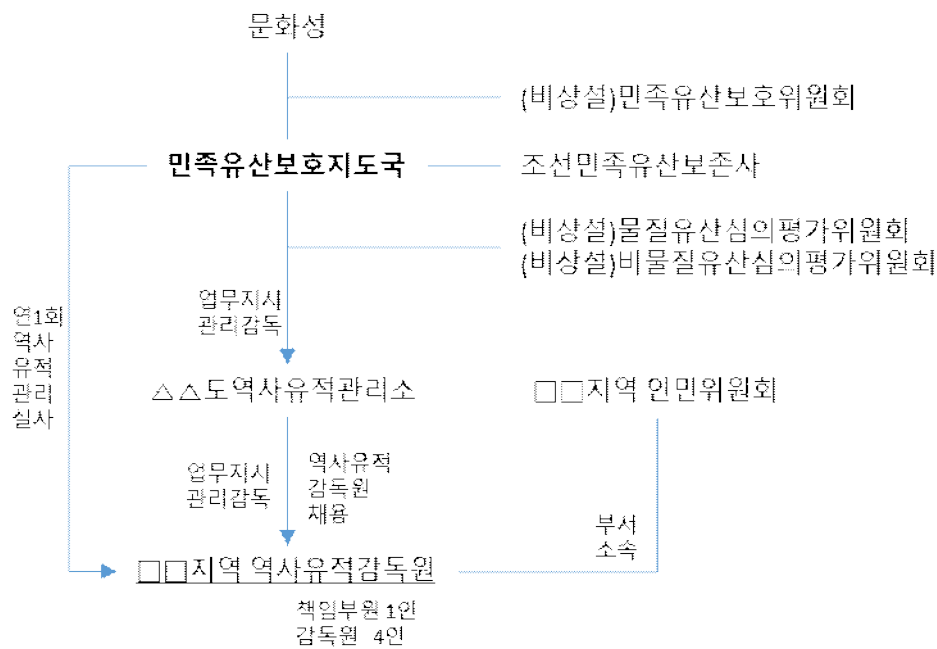 문화성
(비상설)민족유산보호위원회
민족유산보호지도국
조선민족유산보존사
(비상설)물질유산심의평가위원회
(비상설)비물질유산심의평가위원회
업무지시
관리감독
연1회
역사
유적
관리
실사
△△도역사유적관리소
□□지역 인민위원회
업무지시
관리감독
역사유적
감독원
채용
부서
소속
□□지역 역사유적감독원
책임부원 1인
감독원 4인